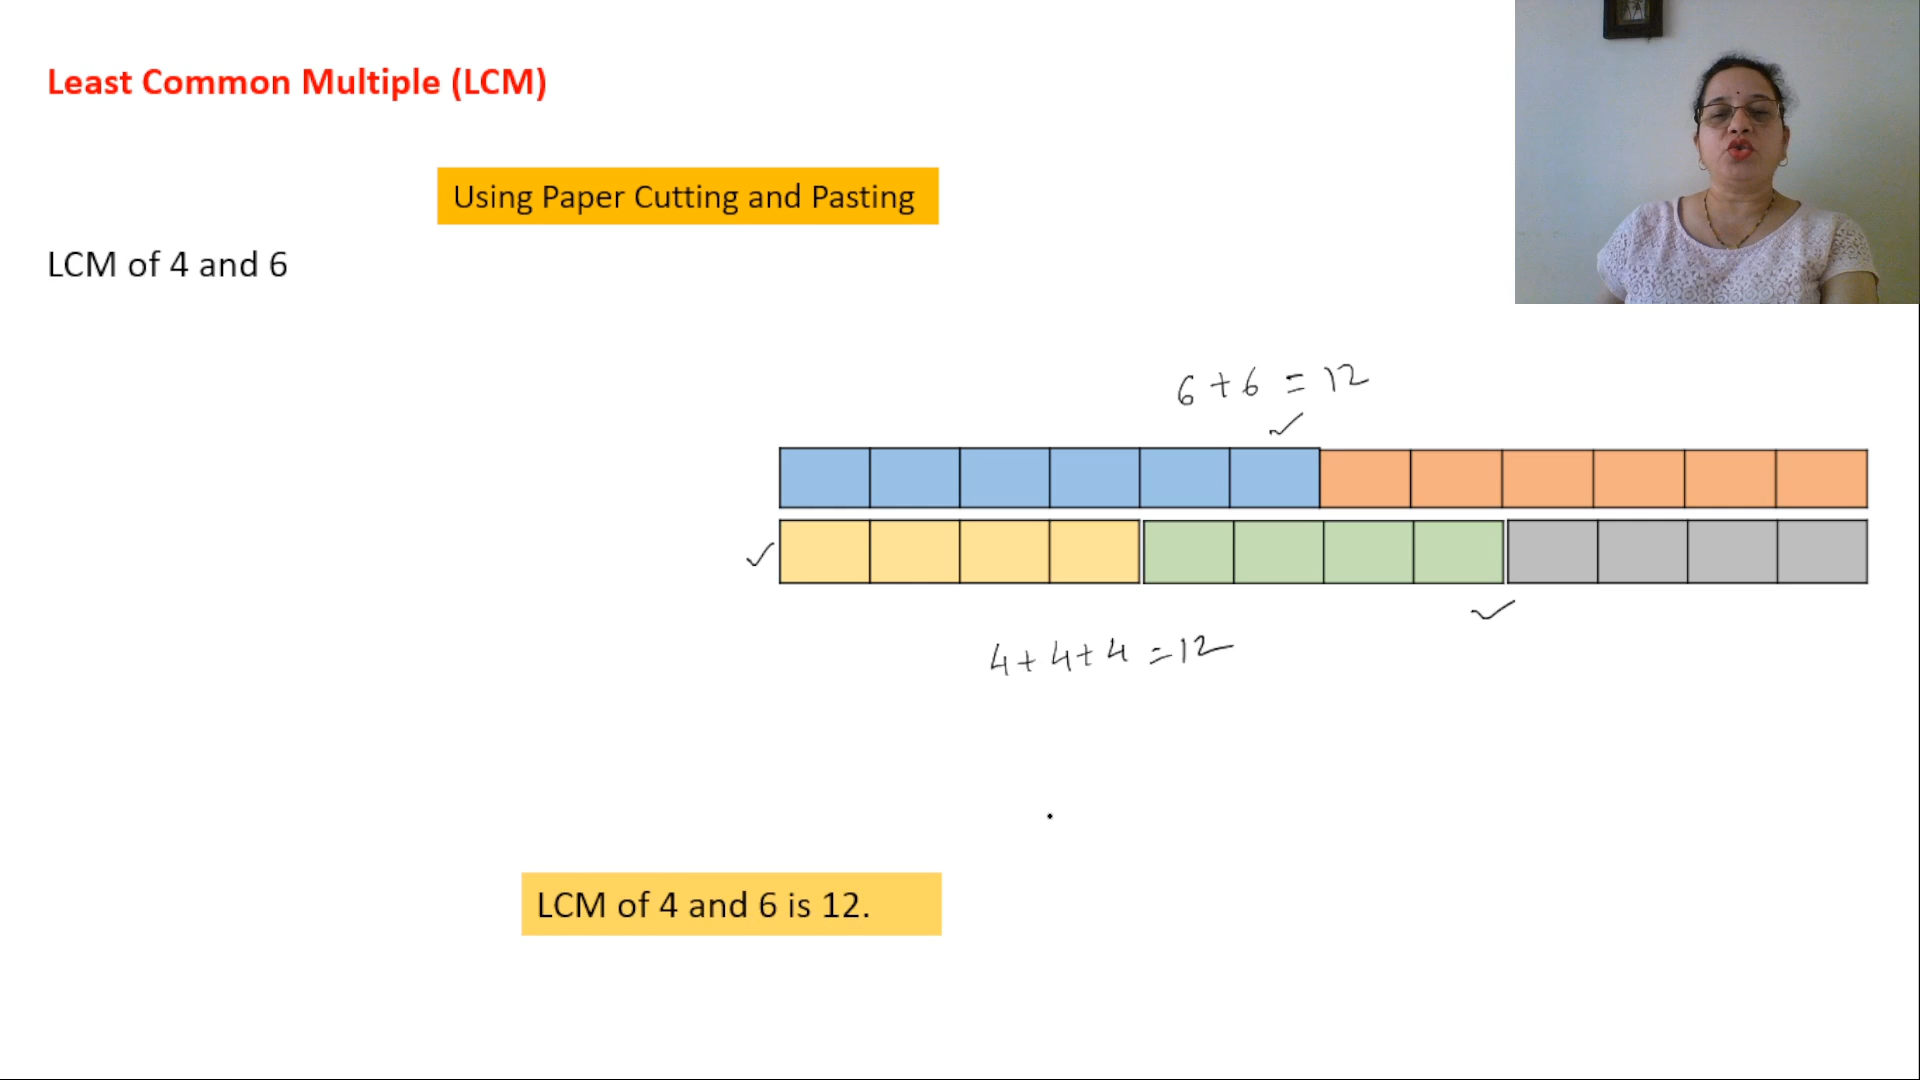 Least Common Multiple (LCM)
Using Paper Cutting and Pasting
LCM of 4 and 6
6+6 = 12
4+4+4 =12
LCM of 4 and 6 is 12.